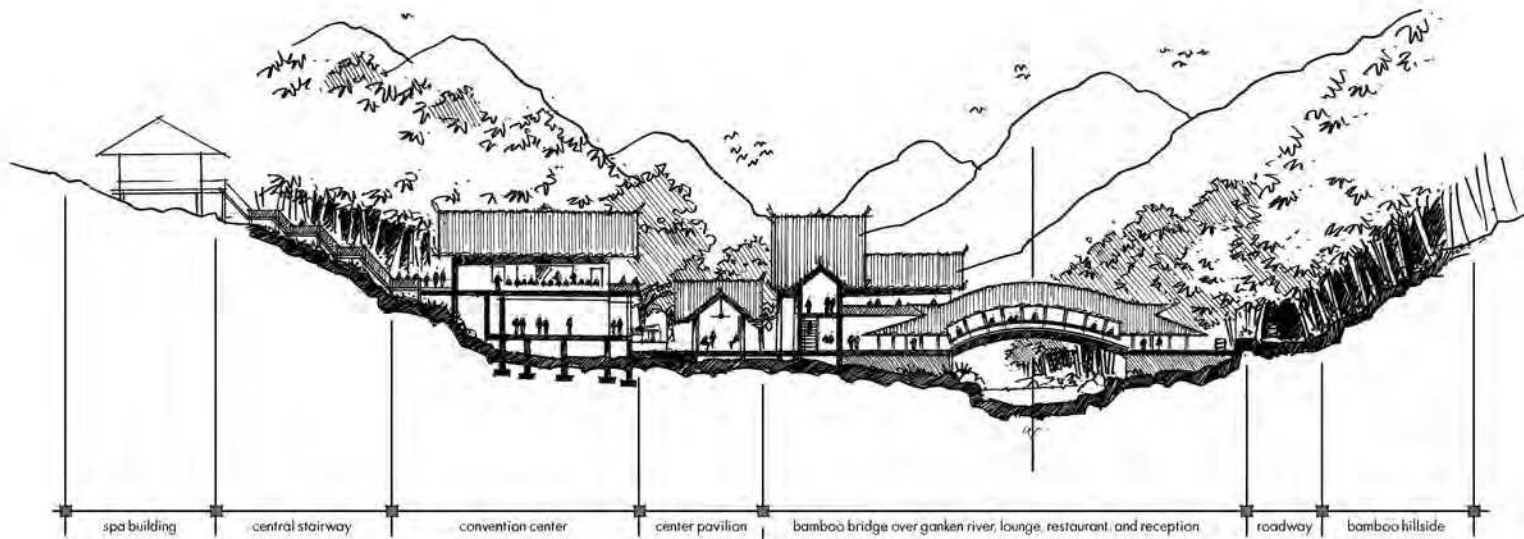 spa building
central stairway
convention center
center pavilion
bamboo bridge over ganken river, lounge, restaurant, and reception
roadway
bamboo hillside